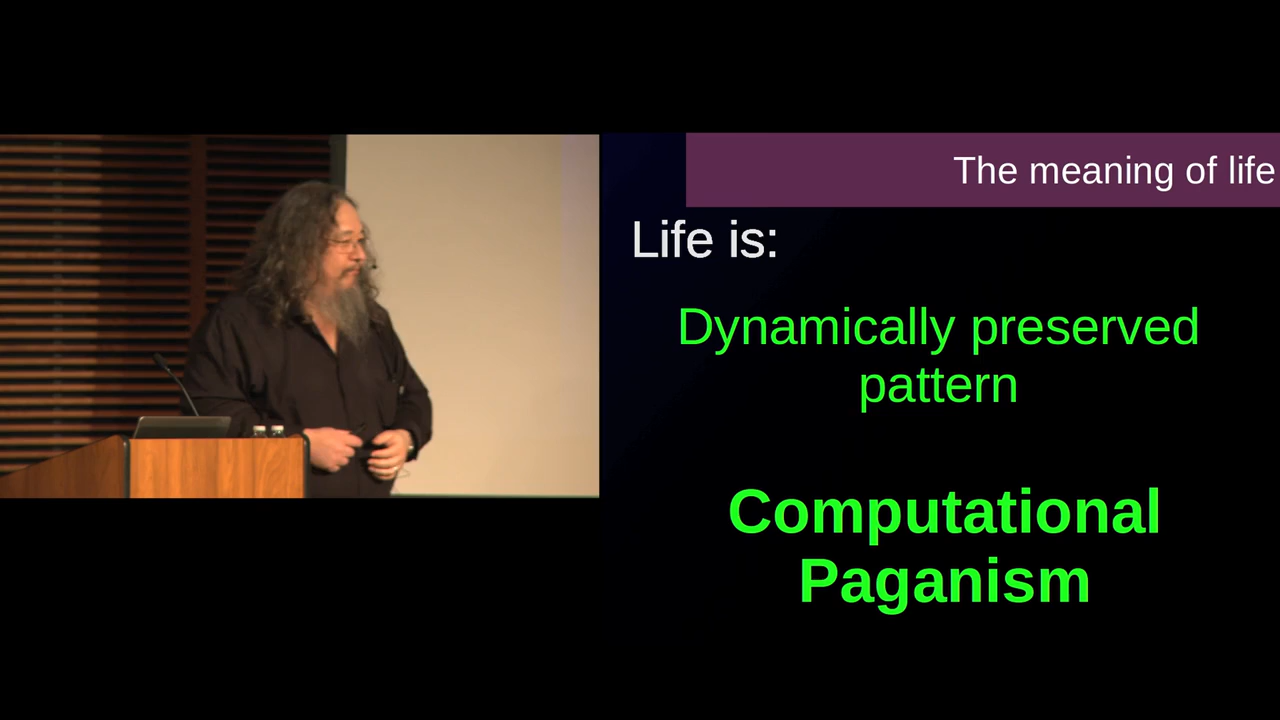 The meaning of life
Life is:
Dynamically preserved
pattern
Computational
Paganism